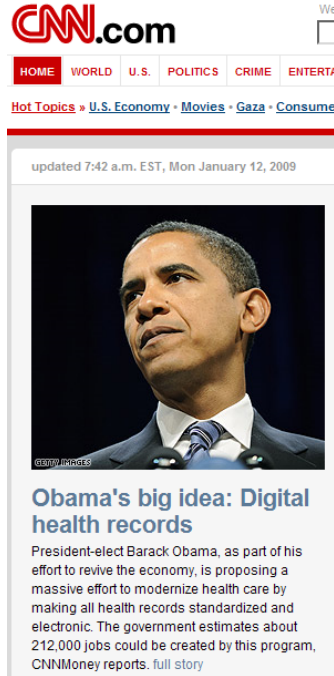 CNN.com
We
HOME WORLD U.S. POLITICS CRIME ENTERTA
Hot Topics » U.S. Economy • Movies • Gaza • Consume
updated 7:42 a.m. EST, Mon January 12, 2009
GETTY IMAGES
Obama's big idea: Digital
health records
President-elect Barack Obama, as part of his
effort to revive the economy, is proposing a
massive effort to modernize health care by
making all health records standardized and
electronic. The government estimates about
212,000 jobs could be created by this program,
CNNMoney reports. full story